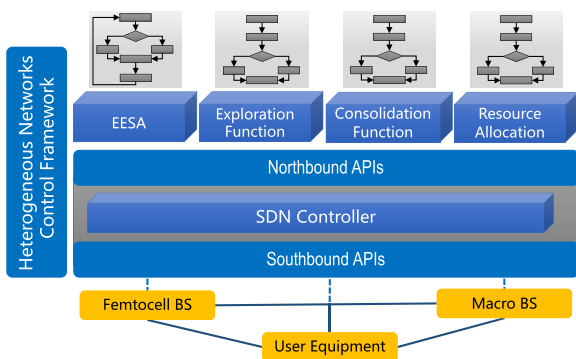 Heterogeneous Networks
Control Framework
EESA
Exploration
Function
Consolidation
Function
Resource
Allocation
Northbound APIs
SDN Controller
Southbound APIs
Femtocell BS
Macro BS
User Equipment